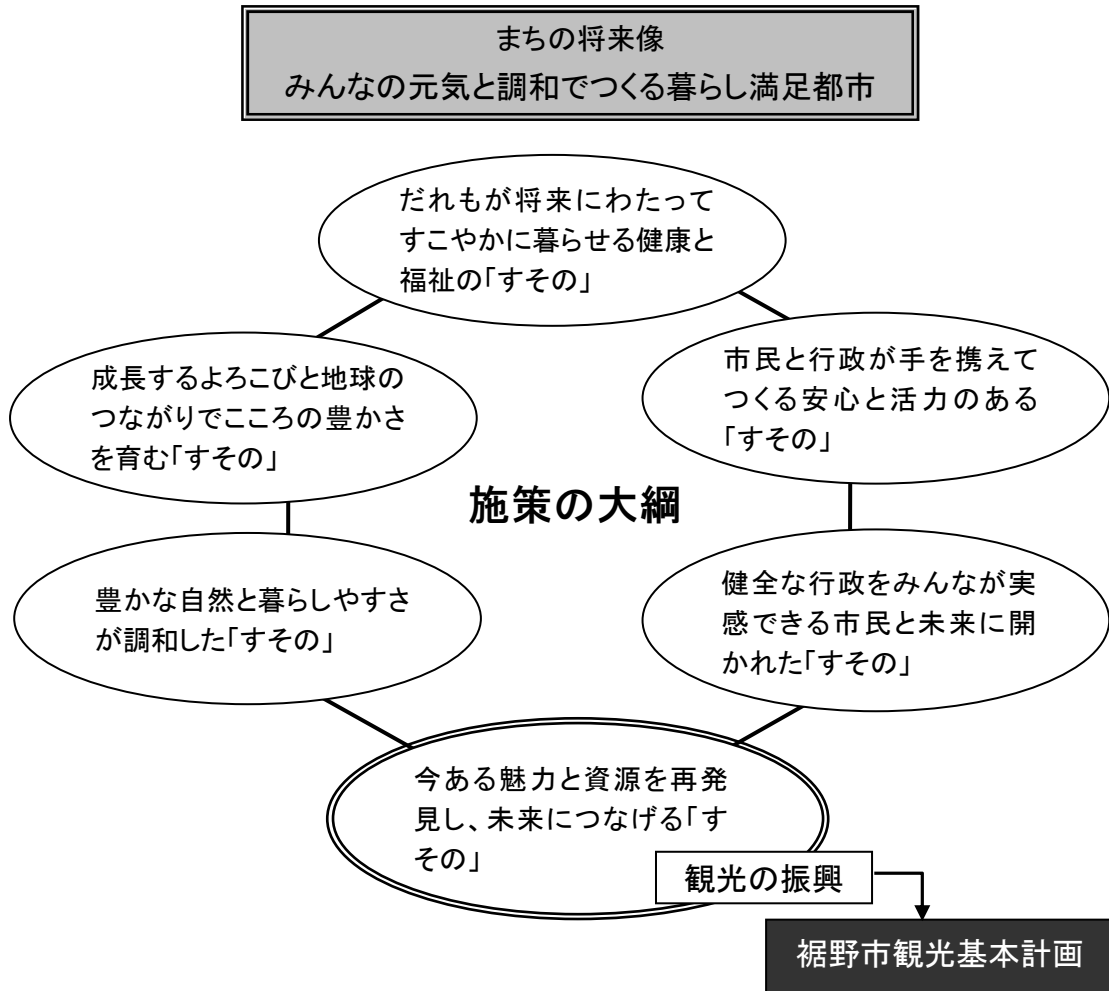 まちの将来像
みんなの元気と調和でつくる暮らし満足都市
だれもが将来にわたって
すこやかに暮らせる健康と
福祉の「すその」
成長するよろこびと地球の
つながりでこころの豊かさ
を育む「すその」
市民と行政が手を携えて
つくる安心と活力のある
「すその」
施策の大綱
豊かな自然と暮らしやすさ
が調和した「すその」
健全な行政をみんなが実
感できる市民と未来に開
かれた「すその」
今ある魅力と資源を再発
見し、未来につなげる「す
その」
観光の振興
裾野市観光基本計画